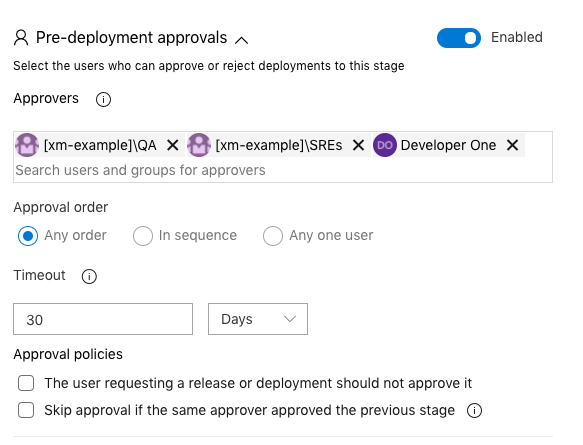 Pre-deployment approvals
Enabled
Select the users who can approve or reject deployments to this stage
Approvers
[xm-example]\QA [xm-example]\SREs DO Developer One
Search users and groups for approvers
Approval order
Any order In sequence Any one user
Timeout
30 Days
Approval policies
The user requesting a release or deployment should not approve it
Skip approval if the same approver approved the previous stage